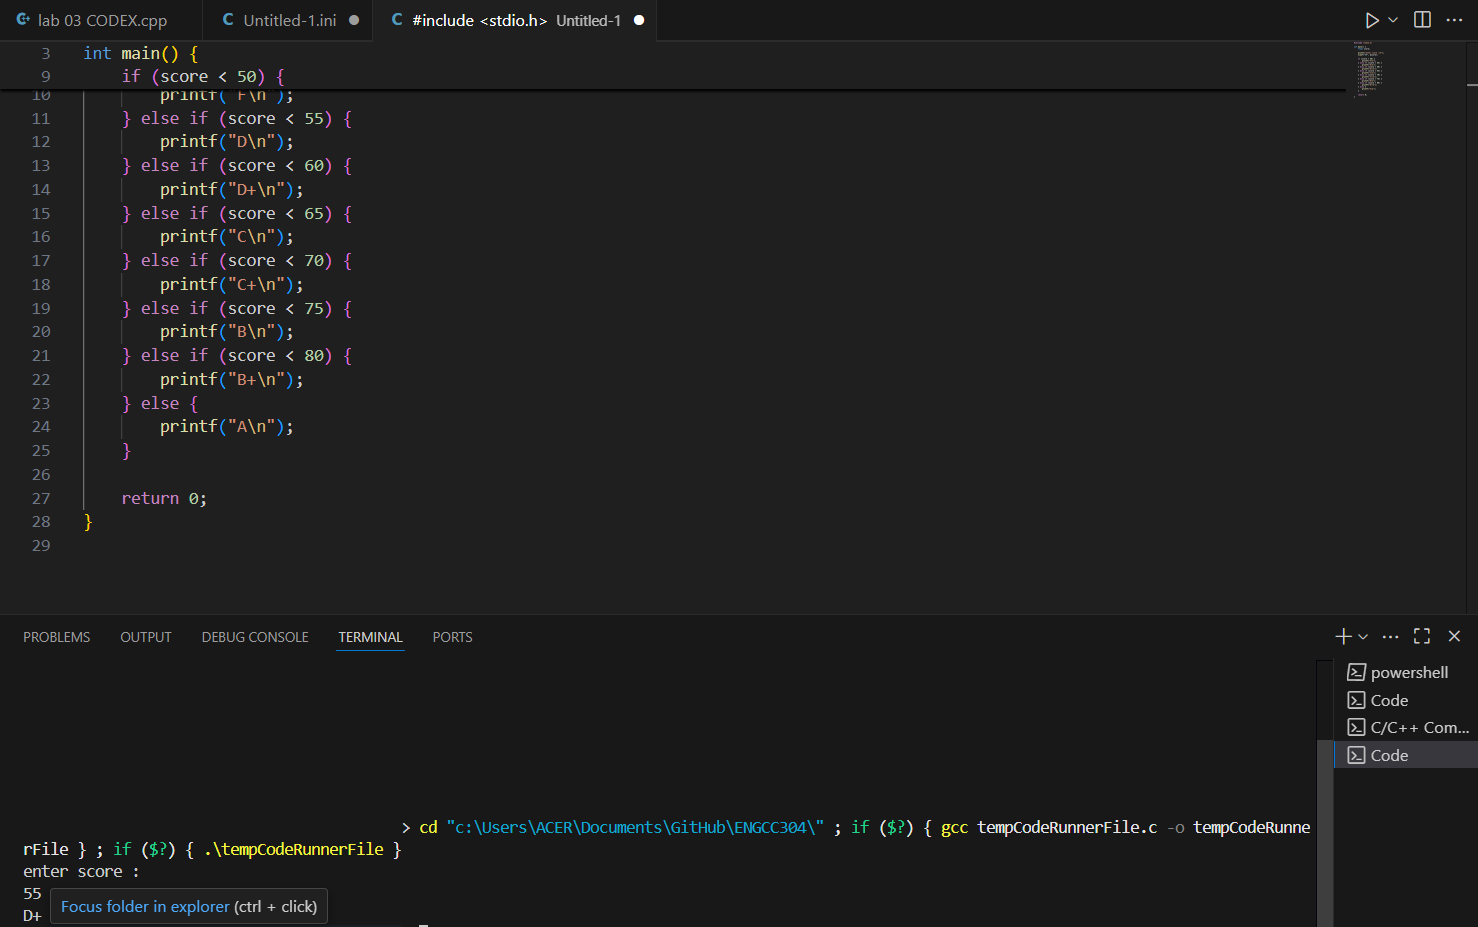 lab 03 CODEX.cpp
Untitled-1.ini
#include <stdio.h> Untitled-1
3 int main() {
9 if (score < 50) {
10 printf("F\n");
11 } else if (score < 55) {
12 printf("D\n");
13 } else if (score < 60) {
14 printf("D+\n");
15 } else if (score < 65) {
16 printf("C\n");
17 } else if (score < 70) {
18 printf("C+\n");
19 } else if (score < 75) {
20 printf("B\n");
21 } else if (score < 80) {
22 printf("B+\n");
23 } else {
24 printf("A\n");
25 }
26
27 return 0;
28 }
29
PROBLEMS OUTPUT DEBUG CONSOLE TERMINAL PORTS
powershell
Code
C/C++ Com...
Code
> cd "c:\Users\ACER\Documents\GitHub\ENGCC304\" ; if ($?) { gcc tempCodeRunnerFile.c -o tempCodeRunne
rFile } ; if ($?) { .\tempCodeRunnerFile }
enter score :
55
Focus folder in explorer (ctrl + click)
D+